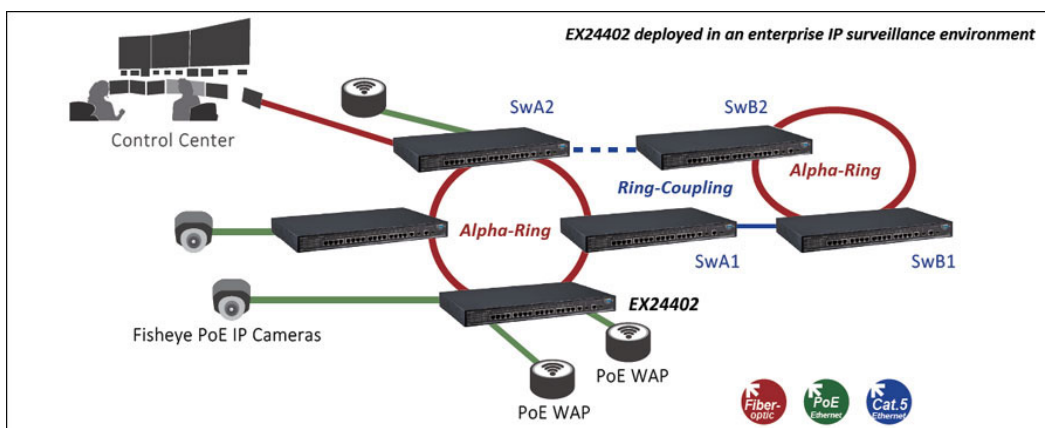 EX24402 deployed in an enterprise IP surveillance environment
SwA2
SwB2
Control Center
Ring-Coupling
Alpha-Ring
Alpha-Ring
SwA1
SwB1
EX24402
Fisheye PoE IP Cameras
PoE WAP
PoE WAP
Fiber-
optic
PoE
Ethernet
Cat.5
Ethernet